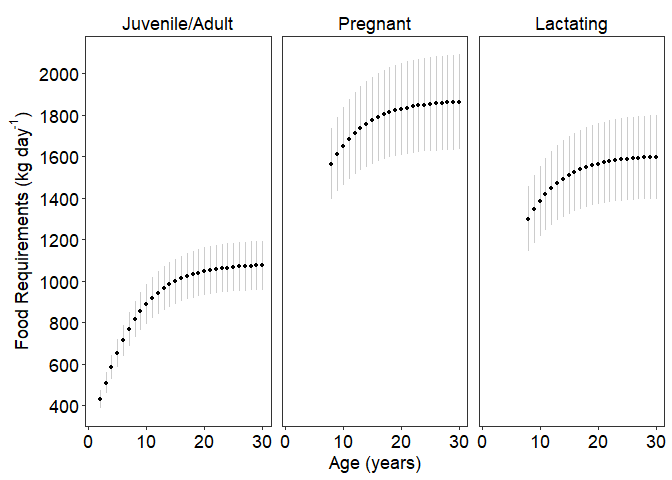 Juvenile/Adult Pregnant Lactating
Food Requirements (kg day⁻¹)
2000
1800
1600
1400
1200
1000
800
600
400
0 10 20 30 0 10 20 30 0 10 20 30
Age (years)